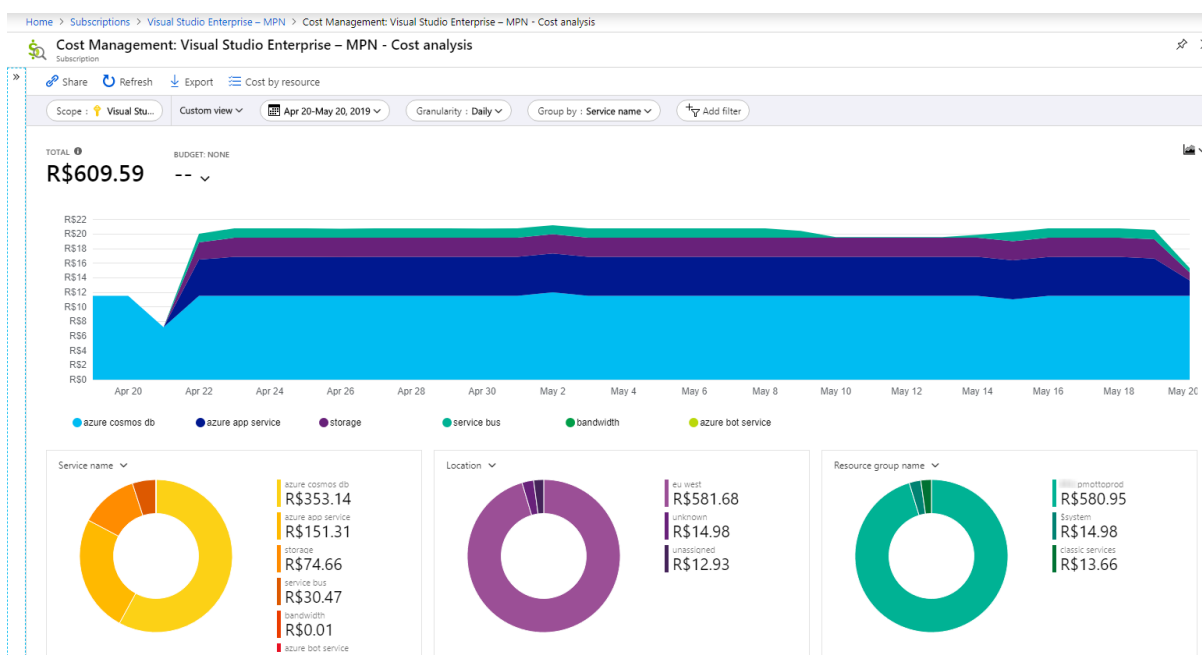 Home > Subscriptions > Visual Studio Enterprise – MPN > Cost Management: Visual Studio Enterprise – MPN - Cost analysis
Cost Management: Visual Studio Enterprise – MPN - Cost analysis
Subscription
» Share Refresh Export Cost by resource
Scope : Visual Stu... Custom view Apr 20-May 20, 2019 Granularity : Daily Group by : Service name Add filter
TOTAL BUDGET: NONE
R$609.59 --
R$22
R$20
R$18
R$16
R$14
R$12
R$10
R$8
R$6
R$4
R$2
R$0
Apr 20 Apr 22 Apr 24 Apr 26 Apr 28 Apr 30 May 2 May 4 May 6 May 8 May 10 May 12 May 14 May 16 May 18 May 20
azure cosmos db azure app service storage service bus bandwidth azure bot service
Service name
azure cosmos db
R$353.14
azure app service
R$151.31
storage
R$74.66
service bus
R$30.47
bandwidth
R$0.01
azure bot service
Location
eu west
R$581.68
unknown
R$14.98
unassigned
R$12.93
Resource group name
pmottoprod
R$580.95
$system
R$14.98
classic services
R$13.66